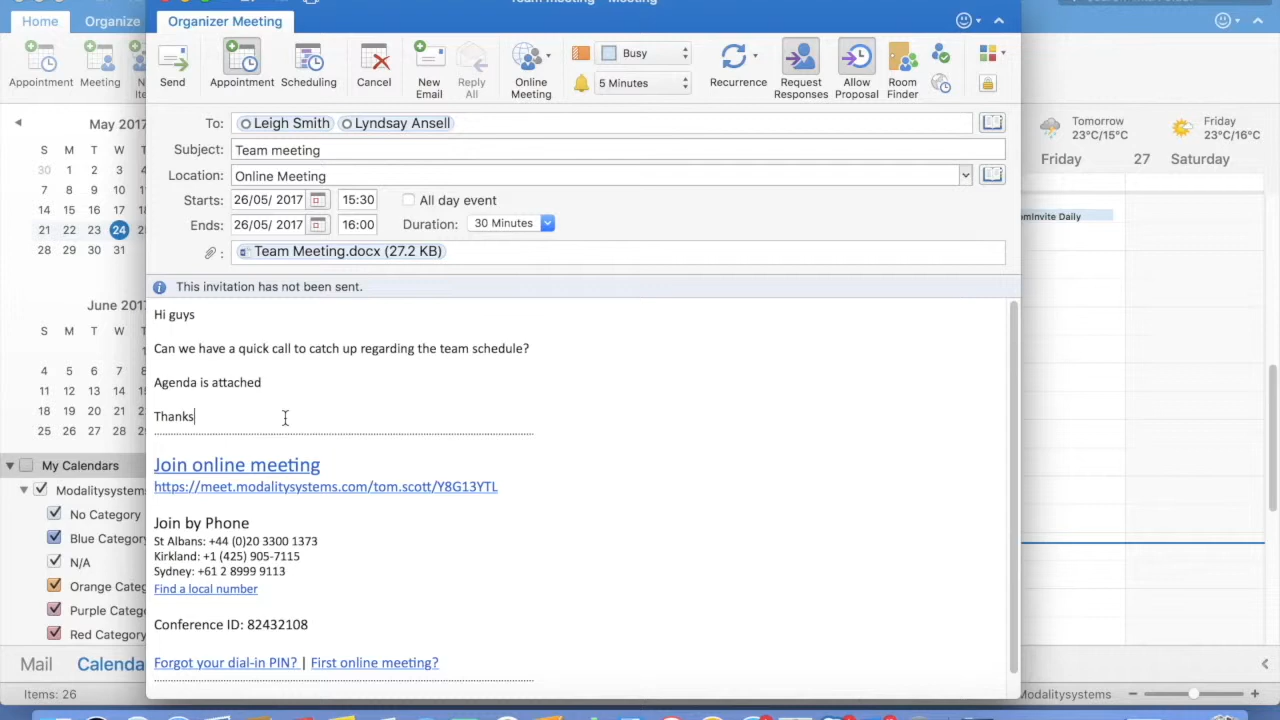 Team meeting - Meeting
Home
Organize
Organizer Meeting
Appointment
Meeting
Send
Appointment
Scheduling
Cancel
New Email
Reply All
Online Meeting
Busy
5 Minutes
Recurrence
Request Responses
Allow Proposal
Room Finder
May 2017
S M T W
30 1 2 3
7 8 9 10
14 15 16 17
21 22 23 24
28 29 30 31
June 2017
S M T W
4 5 6 7
11 12 13 14
18 19 20 21
25 26 27 28
My Calendars
Modalitysystems
No Category
Blue Category
N/A
Orange Categ
Purple Catego
Red Category
Mail
Calenda
Items: 26
To: Leigh Smith Lyndsay Ansell
Subject: Team meeting
Location: Online Meeting
Starts: 26/05/ 2017 15:30 All day event
Ends: 26/05/ 2017 16:00 Duration: 30 Minutes
: Team Meeting.docx (27.2 KB)
This invitation has not been sent.
Hi guys
Can we have a quick call to catch up regarding the team schedule?
Agenda is attached
Thanks
Join online meeting
https://meet.modalitysystems.com/tom.scott/Y8G13YTL
Join by Phone
St Albans: +44 (0)20 3300 1373
Kirkland: +1 (425) 905-7115
Sydney: +61 2 8999 9113
Find a local number
Conference ID: 82432108
Forgot your dial-in PIN? | First online meeting?
Tomorrow
23°C/15°C
Friday
23°C/16°C
Friday 27 Saturday
omInvite Daily
Modalitysystems